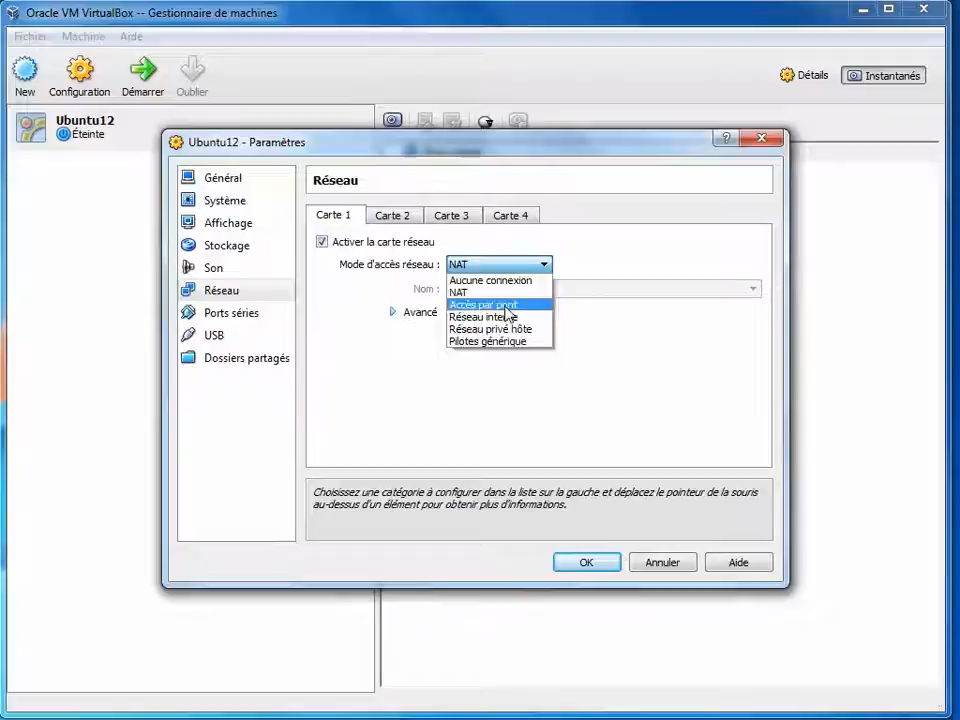 Oracle VM VirtualBox -- Gestionnaire de machines
Fichier Machine Aide
New Configuration Démarrer Oublier
Détails Instantanés
Ubuntu12
Éteinte
Ubuntu12 - Paramètres
?
Général
Système
Affichage
Stockage
Son
Réseau
Ports séries
USB
Dossiers partagés
Réseau
Carte 1 Carte 2 Carte 3 Carte 4
Activer la carte réseau
Mode d'accès réseau : NAT
Aucune connexion
NAT
Accès par pont
Réseau interne
Réseau privé hôte
Pilotes générique
Nom :
Avancé
Choisissez une catégorie à configurer dans la liste sur la gauche et déplacez le pointeur de la souris
au-dessus d'un élément pour obtenir plus d'informations.
OK Annuler Aide